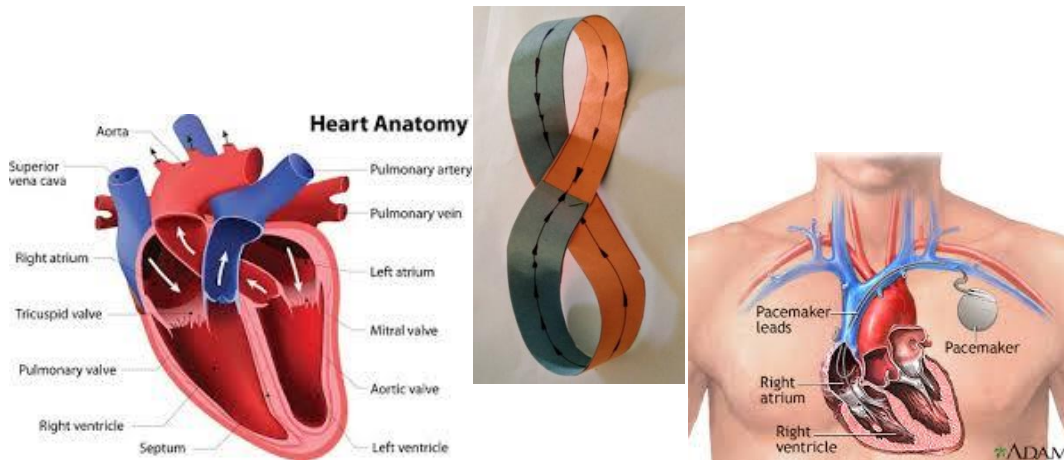 Heart Anatomy
Aorta
Superior
vena cava
Pulmonary artery
Pulmonary vein
Right atrium
Left atrium
Tricuspid valve
Mitral valve
Pulmonary valve
Aortic valve
Right ventricle
Septum
Left ventricle
Pacemaker
leads
Pacemaker
Right
atrium
Right
ventricle
ADAM